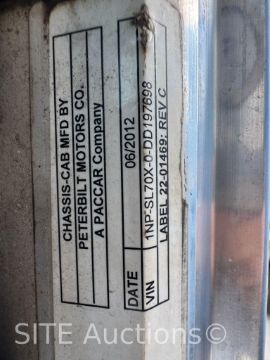 CHASSIS-CAB MFD BY
PETERBILT MOTORS CO.
A PACCAR Company
DATE 06/2012
VIN 1NP-SL70X-0-DD197698
LABEL 22-01469: REV C
SITE Auctions©